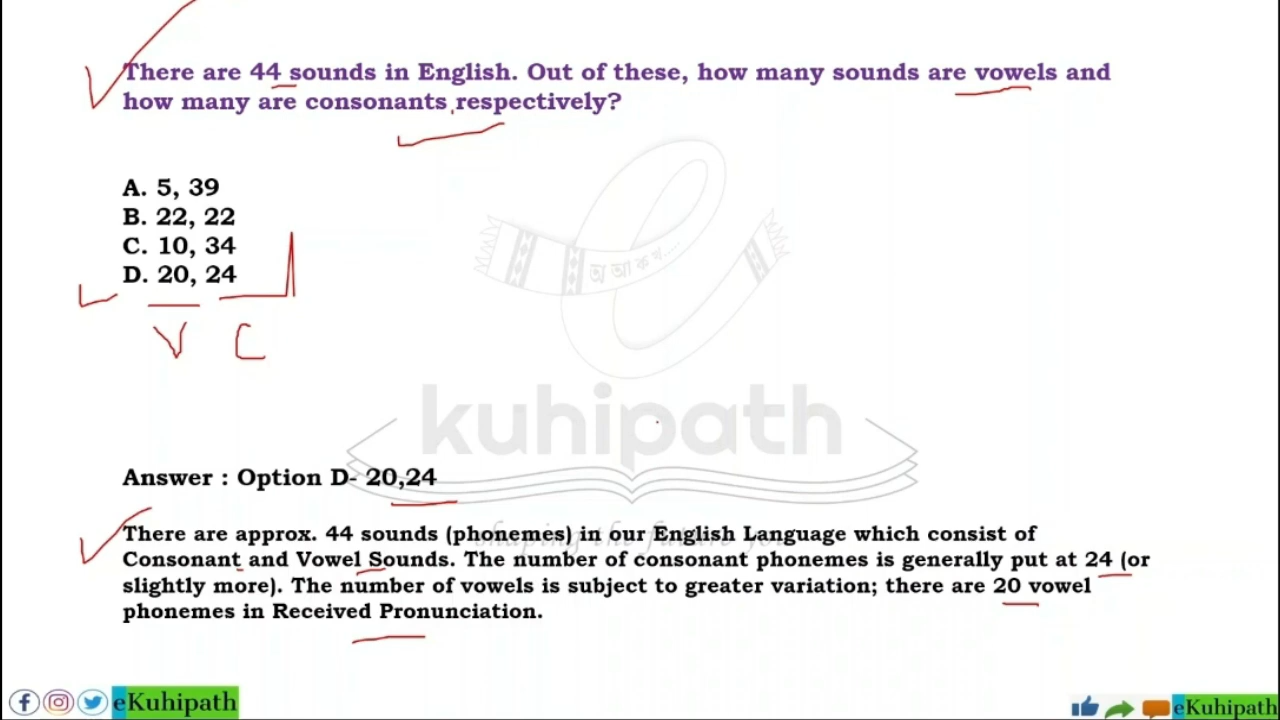 There are 44 sounds in English. Out of these, how many sounds are vowels and
how many are consonants respectively?
A. 5, 39
B. 22, 22
C. 10, 34
D. 20, 24
V C
অ আ ক খ....
kuhipath
Answer : Option D- 20,24
shaping the future for
There are approx. 44 sounds (phonemes) in our English Language which consist of
Consonant and Vowel Sounds. The number of consonant phonemes is generally put at 24 (or
slightly more). The number of vowels is subject to greater variation; there are 20 vowel
phonemes in Received Pronunciation.
eKuhipath
eKuhipath